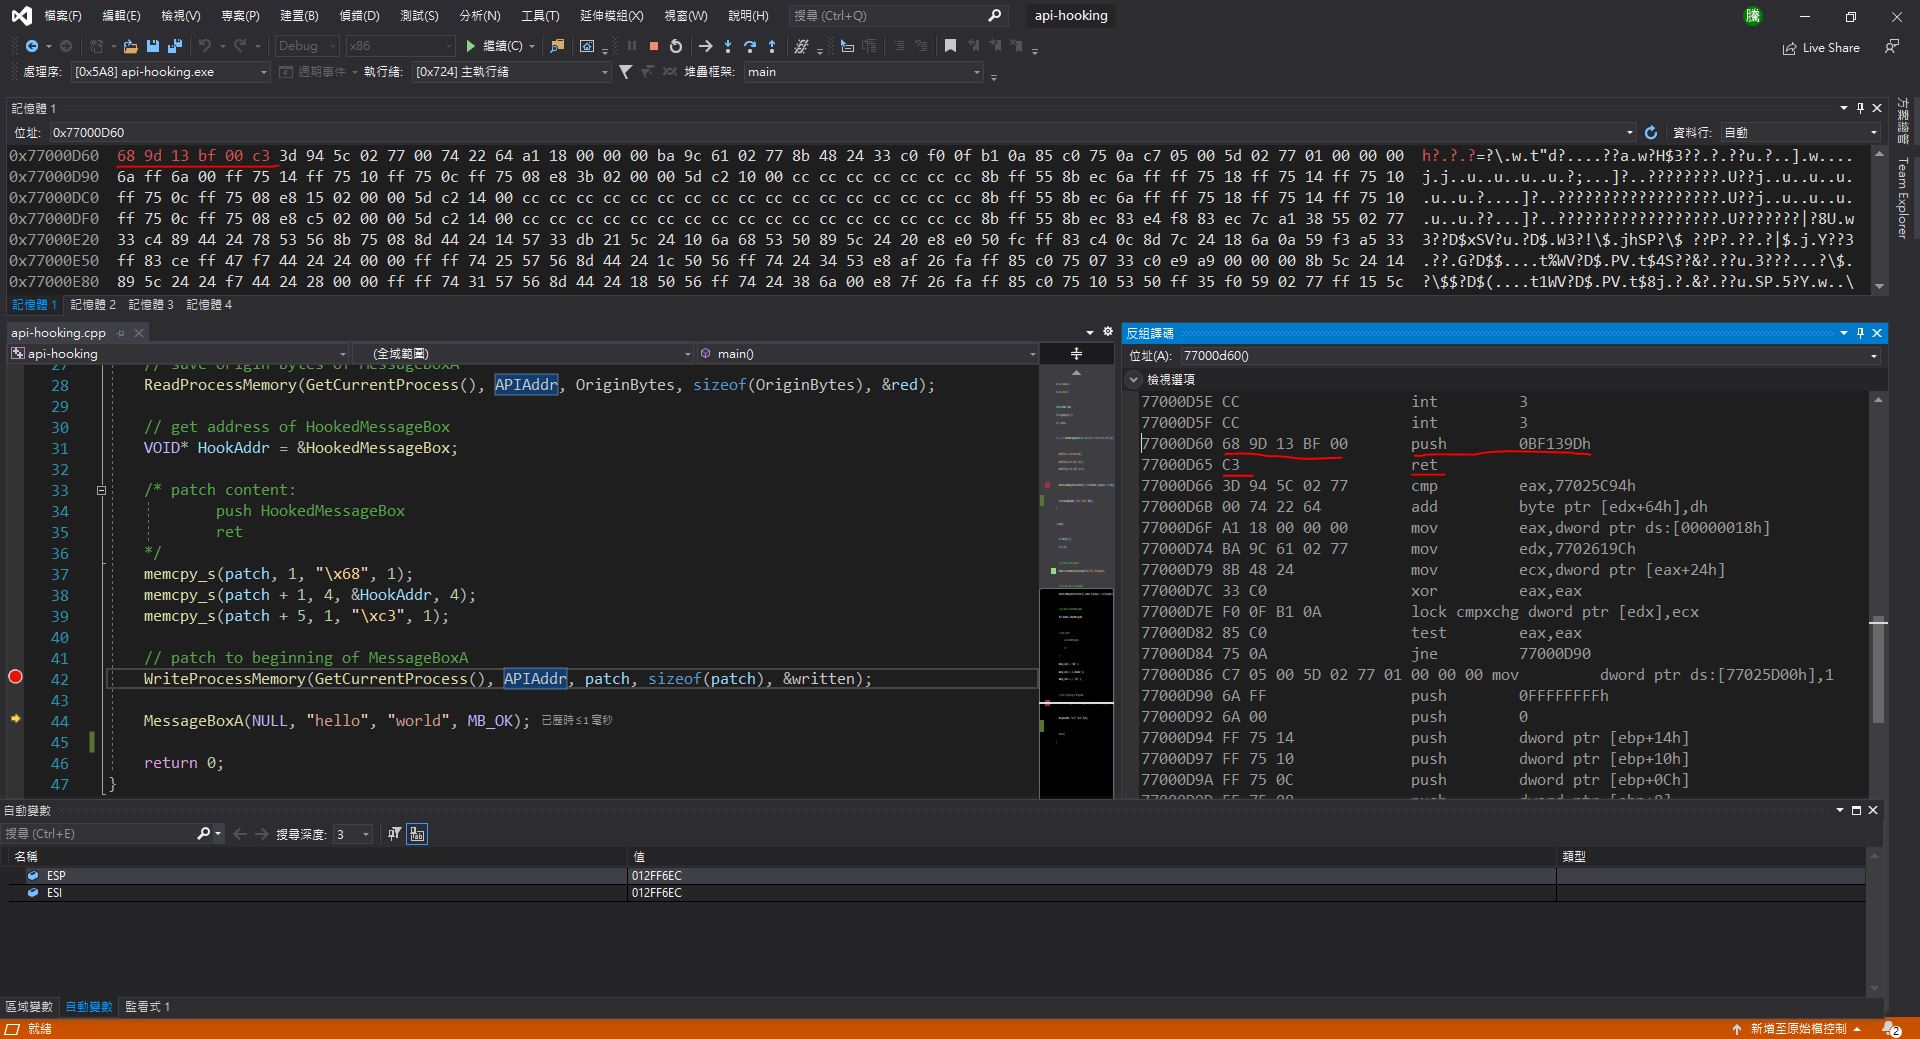 檔案(F) 編輯(E) 檢視(V) 專案(P) 建置(B) 偵錯(D) 測試(S) 分析(N) 工具(T) 延伸模組(X) 視窗(W) 說明(H) 搜尋 (Ctrl+Q) api-hooking 騰
Debug x86 繼續(C) Live Share
處理序: [0x5A8] api-hooking.exe 週期事件 執行緒: [0x724] 主執行緒 堆疊框架: main
記憶體 1
位址: 0x77000D60 資料行: 自動
0x77000D60 68 9d 13 bf 00 c3 3d 94 5c 02 77 00 74 22 64 a1 18 00 00 00 ba 9c 61 02 77 8b 48 24 33 c0 f0 0f b1 0a 85 c0 75 0a c7 05 00 5d 02 77 01 00 00 00 h?.?.?=?\.w.t"d?....??a.w?H$3??.?.??u.?..].w....
0x77000D90 6a ff 6a 00 ff 75 14 ff 75 10 ff 75 0c ff 75 08 e8 3b 02 00 00 5d c2 10 00 cc cc cc cc cc cc cc cc 8b ff 55 8b ec 6a ff ff 75 18 ff 75 14 ff 75 10 j.j..u..u..u..u.?;...]?..????????.U??j..u..u..u.
0x77000DC0 ff 75 0c ff 75 08 e8 15 02 00 00 5d c2 14 00 cc cc cc cc cc cc cc cc cc cc cc cc cc cc cc cc cc cc 8b ff 55 8b ec 6a ff ff 75 18 ff 75 14 ff 75 10 .u..u.?....]?..??????????????????.U??j..u..u..u.
0x77000DF0 ff 75 0c ff 75 08 e8 c5 02 00 00 5d c2 14 00 cc cc cc cc cc cc cc cc cc cc cc cc cc cc cc cc cc cc 8b ff 55 8b ec 83 e4 f8 83 ec 7c a1 38 55 02 77 .u..u.??...]?..??????????????????.U???????|?8U.w
0x77000E20 33 c4 89 44 24 78 53 56 8b 75 08 8d 44 24 14 57 33 db 21 5c 24 10 6a 68 53 50 89 5c 24 20 e8 e0 50 fc ff 83 c4 0c 8d 7c 24 18 6a 0a 59 f3 a5 33 3??D$xSV?u.?D$.W3?!\$.jhSP?\$ ??P?.??.?|$.j.Y??3
0x77000E50 ff 83 ce ff 47 f7 44 24 24 00 00 ff ff 74 25 57 56 8d 44 24 1c 50 56 ff 74 24 34 53 e8 af 26 fa ff 85 c0 75 07 33 c0 e9 a9 00 00 00 8b 5c 24 14 .??.G?D$$....t%WV?D$.PV.t$4S??&?.??u.3???...?\$.
0x77000E80 89 5c 24 24 f7 44 24 28 00 00 ff ff 74 31 57 56 8d 44 24 18 50 56 ff 74 24 38 6a 00 e8 7f 26 fa ff 85 c0 75 10 53 50 ff 35 f0 59 02 77 ff 15 5c ?\$$?D$(....t1WV?D$.PV.t$8j?.?.&?.??u.SP.5?Y.w..\
記憶體 1 記憶體 2 記憶體 3 記憶體 4
方案總管
Team Explorer
api-hooking.cpp
api-hooking (全域範圍) main()
27 // save origin bytes of MessageBoxA
28 ReadProcessMemory(GetCurrentProcess(), APIAddr, OriginBytes, sizeof(OriginBytes), &red);
29
30 // get address of HookedMessageBox
31 VOID* HookAddr = &HookedMessageBox;
32
33 /* patch content:
34 push HookedMessageBox
35 ret
36 */
37 memcpy_s(patch, 1, "\x68", 1);
38 memcpy_s(patch + 1, 4, &HookAddr, 4);
39 memcpy_s(patch + 5, 1, "\xc3", 1);
40
41 // patch to beginning of MessageBoxA
42 WriteProcessMemory(GetCurrentProcess(), APIAddr, patch, sizeof(patch), &written);
43
44 MessageBoxA(NULL, "hello", "world", MB_OK); 已歷時 ≤ 1 毫秒
45
46 return 0;
47 }
反組譯碼
位址(A): 77000d60()
檢視選項
77000D5E CC int 3
77000D5F CC int 3
77000D60 68 9D 13 BF 00 push 0BF139Dh
77000D65 C3 ret
77000D66 3D 94 5C 02 77 cmp eax,77025C94h
77000D6B 00 74 22 64 add byte ptr [edx+64h],dh
77000D6F A1 18 00 00 00 mov eax,dword ptr ds:[00000018h]
77000D74 BA 9C 61 02 77 mov edx,7702619Ch
77000D79 8B 48 24 mov ecx,dword ptr [eax+24h]
77000D7C 33 C0 xor eax,eax
77000D7E F0 0F B1 0A lock cmpxchg dword ptr [edx],ecx
77000D82 85 C0 test eax,eax
77000D84 75 0A jne 77000D90
77000D86 C7 05 00 5D 02 77 01 00 00 00 mov dword ptr ds:[77025D00h],1
77000D90 6A FF push 0FFFFFFFFh
77000D92 6A 00 push 0
77000D94 FF 75 14 push dword ptr [ebp+14h]
77000D97 FF 75 10 push dword ptr [ebp+10h]
77000D9A FF 75 0C push dword ptr [ebp+0Ch]
77000D9D FF 75 08 push dword ptr [ebp+8]
自動變數
搜尋 (Ctrl+E) 搜尋深度: 3
名稱 值 類型
ESP 012FF6EC
ESI 012FF6EC
區域變數 自動變數 監看式 1
就緒 新增至原始檔控制 2